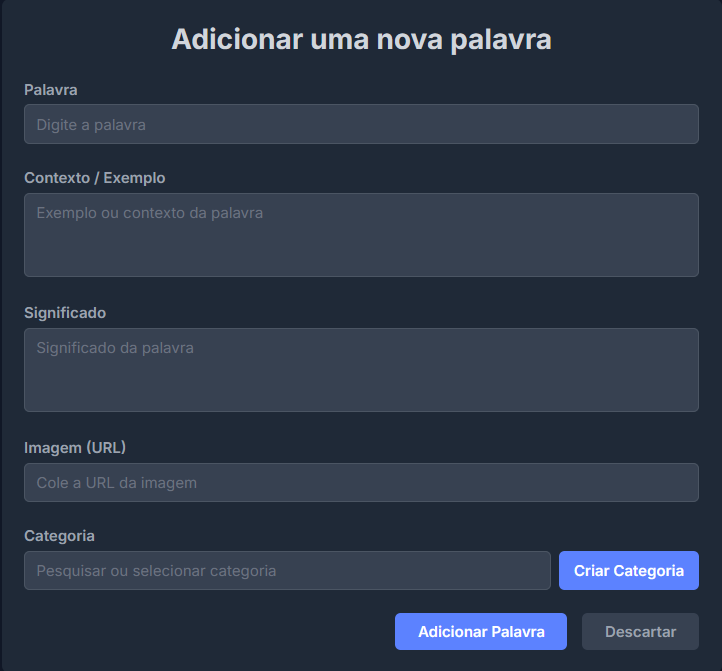 Adicionar uma nova palavra
Palavra
Digite a palavra
Contexto / Exemplo
Exemplo ou contexto da palavra
Significado
Significado da palavra
Imagem (URL)
Cole a URL da imagem
Categoria
Pesquisar ou selecionar categoria
Criar Categoria
Adicionar Palavra
Descartar